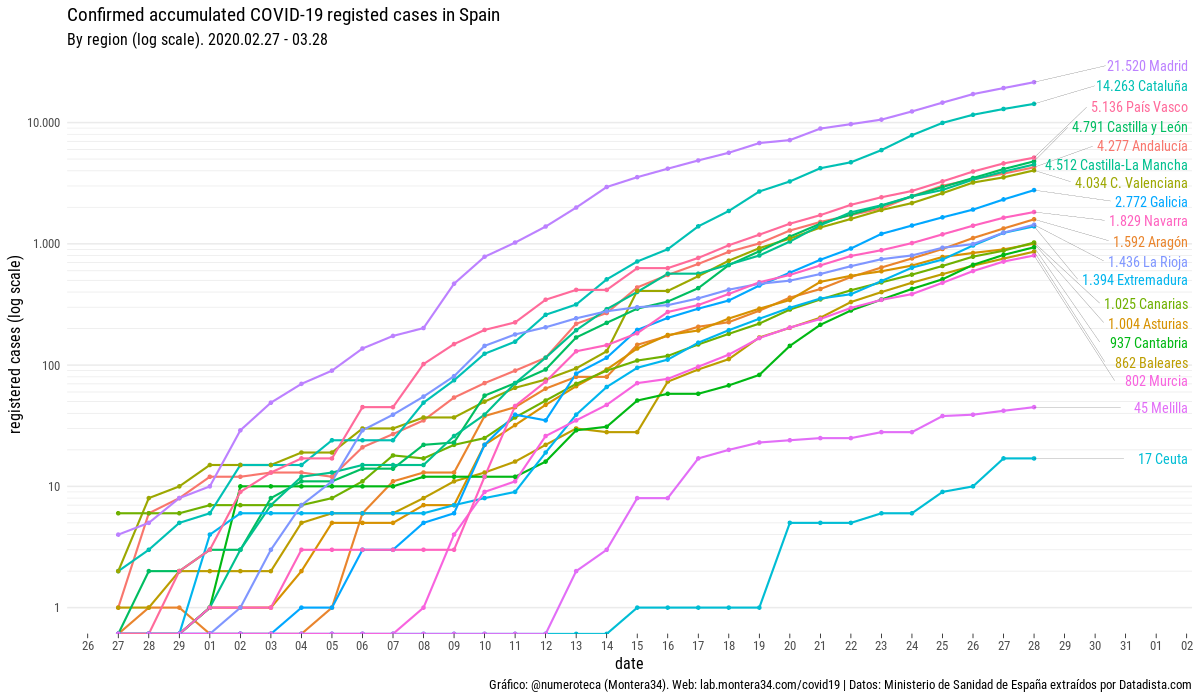 Confirmed accumulated COVID-19 registed cases in Spain
By region (log scale). 2020.02.27 - 03.28
21.520 Madrid
14.263 Cataluña
5.136 País Vasco
4.791 Castilla y León
4.277 Andalucía
4.512 Castilla-La Mancha
4.034 C. Valenciana
2.772 Galicia
1.829 Navarra
1.592 Aragón
1.436 La Rioja
1.394 Extremadura
1.025 Canarias
1.004 Asturias
937 Cantabria
862 Baleares
802 Murcia
45 Melilla
17 Ceuta
10.000
1.000
100
10
1
registered cases (log scale)
26 27 28 29 01 02 03 04 05 06 07 08 09 10 11 12 13 14 15 16 17 18 19 20 21 22 23 24 25 26 27 28 29 30 31 01 02
date
Gráfico: @numeroteca (Montera34). Web: lab.montera34.com/covid19 | Datos: Ministerio de Sanidad de España extraídos por Datadista.com